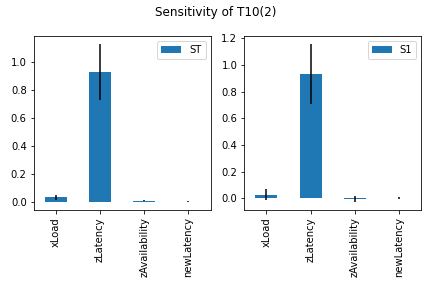 Sensitivity of T10(2)
ST
1.0
0.8
0.6
0.4
0.2
0.0
xLoad
zLatency
zAvailability
newLatency
S1
1.2
1.0
0.8
0.6
0.4
0.2
0.0
xLoad
zLatency
zAvailability
newLatency